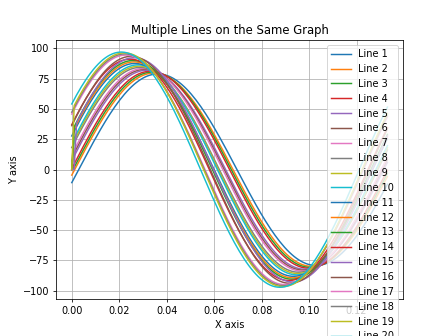 Multiple Lines on the Same Graph
100
75
50
25
0
−25
−50
−75
−100
Y axis
0.00
0.02
0.04
0.06
0.08
0.10
X axis
Line 1
Line 2
Line 3
Line 4
Line 5
Line 6
Line 7
Line 8
Line 9
Line 10
Line 11
Line 12
Line 13
Line 14
Line 15
Line 16
Line 17
Line 18
Line 19
Line 20